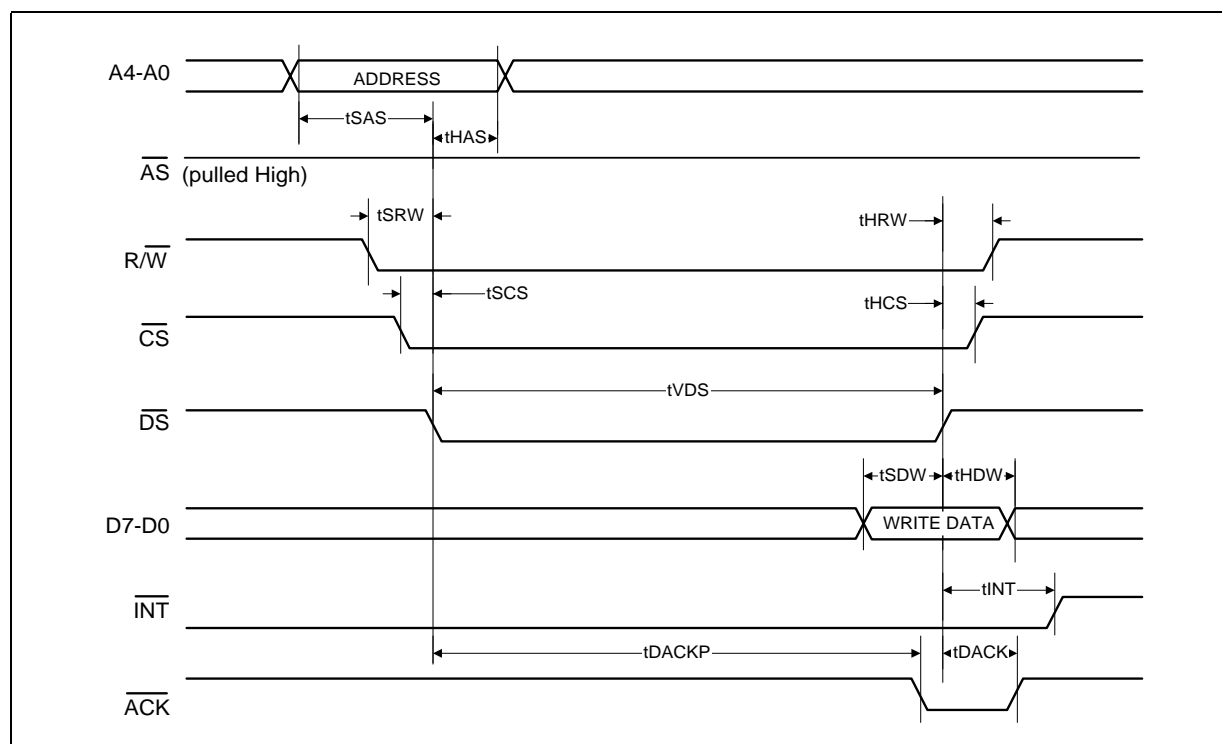 A4-A0
ADDRESS
tSAS
tHAS
AS (pulled High)
tSRW
tHRW
R/W
tSCS
tHCS
CS
tVDS
DS
tSDW
tHDW
D7-D0
WRITE DATA
tINT
INT
tDACKP
tDACK
ACK